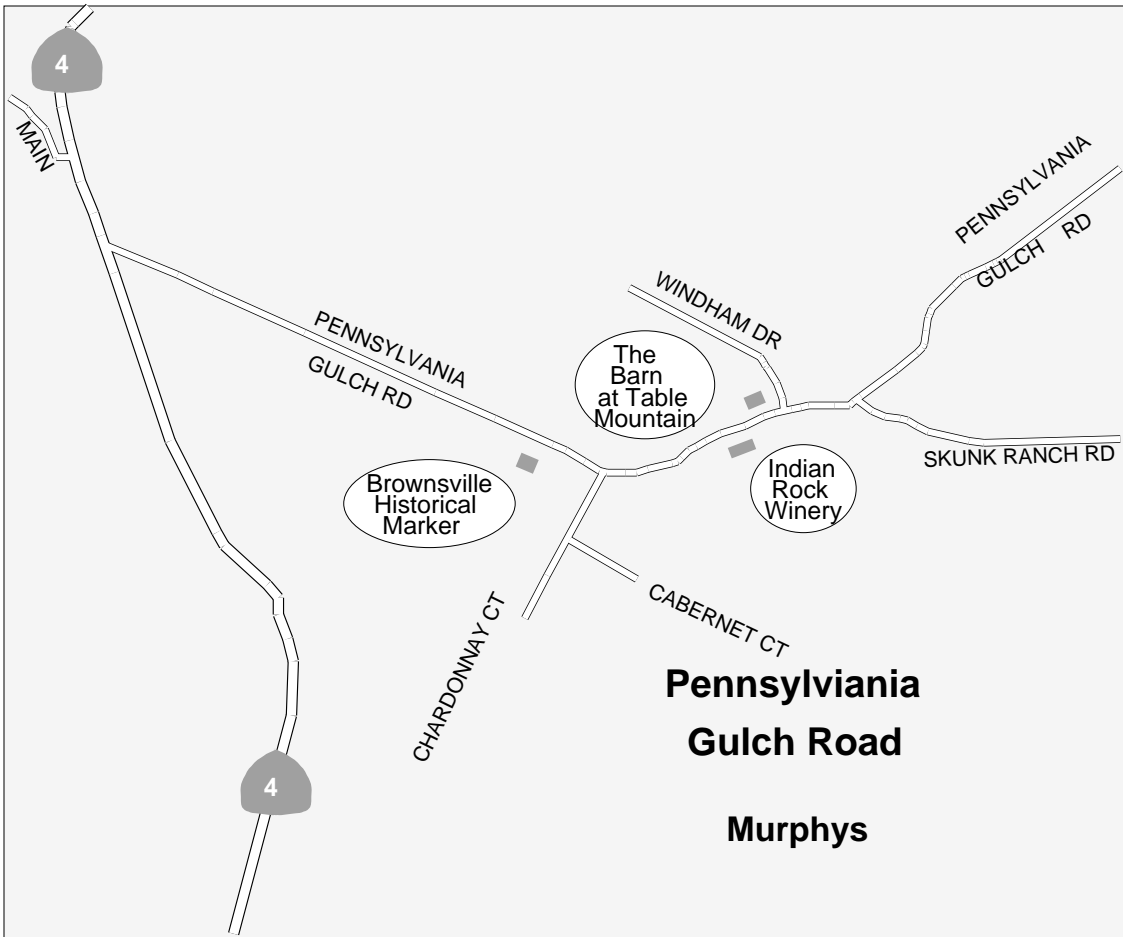 4
MAIN
PENNSYLVANIA
GULCH RD
WINDHAM DR
PENNSYLVANIA
GULCH RD
The
Barn
at Table
Mountain
SKUNK RANCH RD
Brownsville
Historical
Marker
Indian
Rock
Winery
CHARDONNAY CT
CABERNET CT
Pennsylviania
Gulch Road
Murphys
4